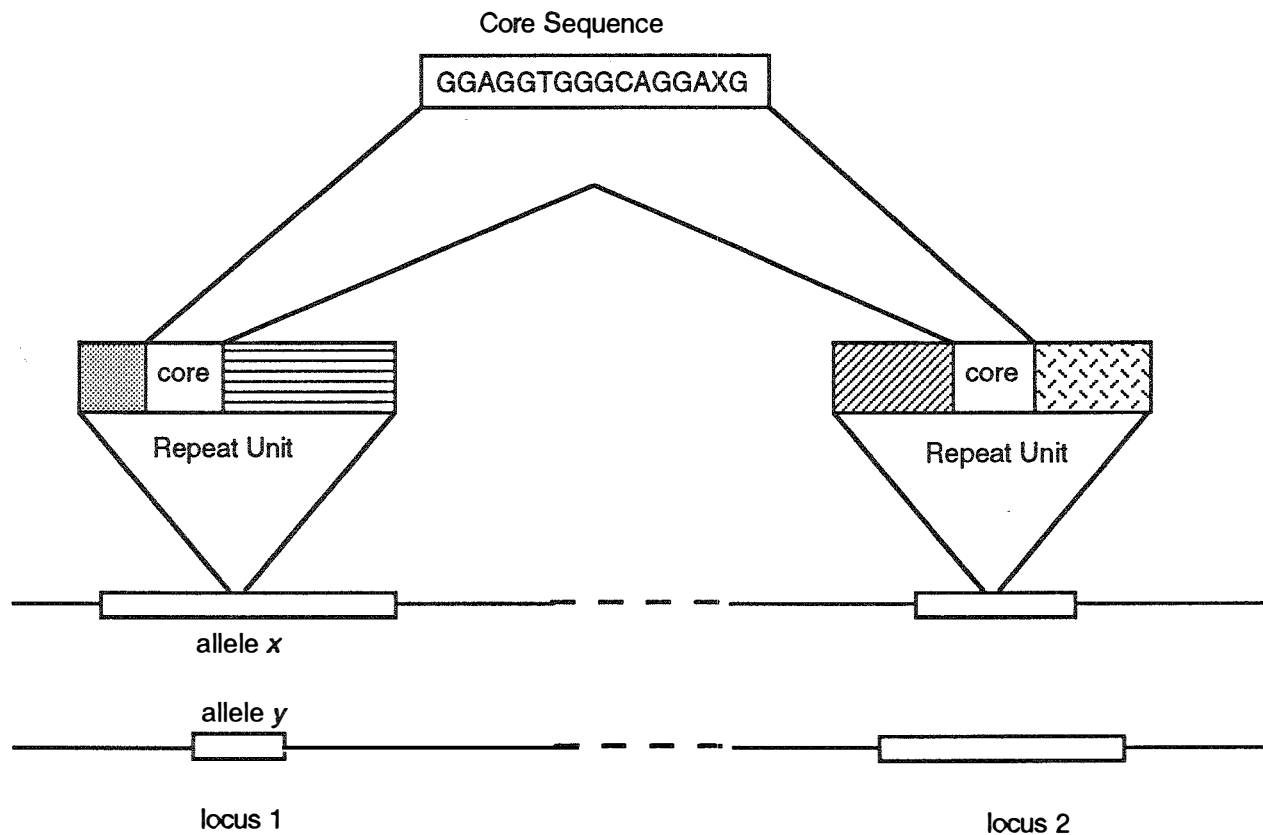 Core Sequence
GGAGGTGGGCAGGAXG
core
core
Repeat Unit
Repeat Unit
allele x
allele y
locus 1
locus 2